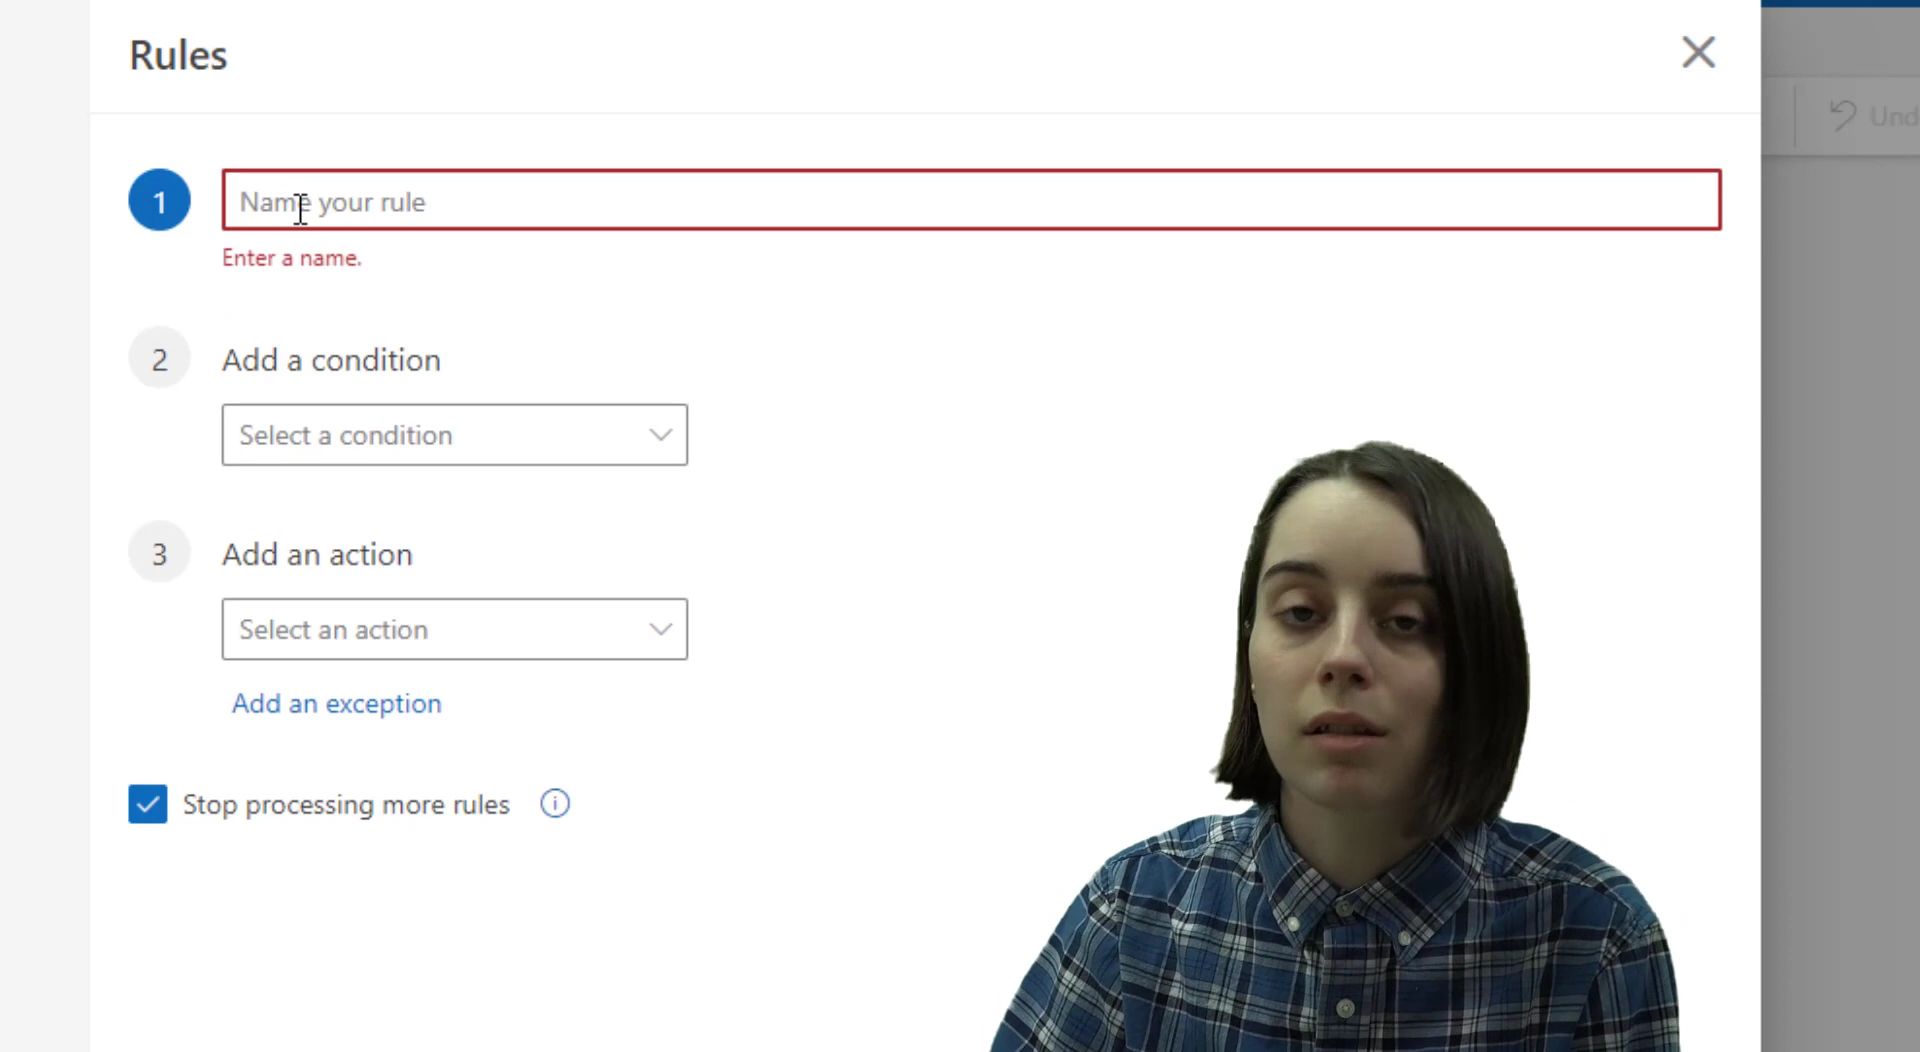 Rules
Und
1
Name your rule
Enter a name.
2
Add a condition
Select a condition
3
Add an action
Select an action
Add an exception
Stop processing more rules